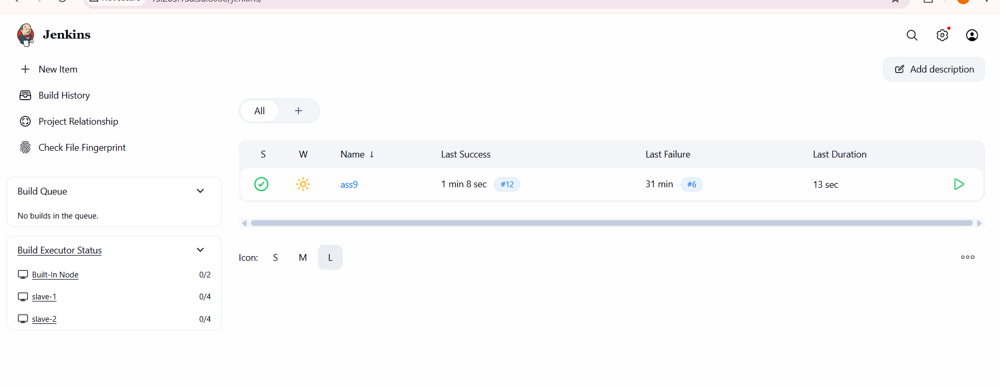 Jenkins
New Item
Add description
Build History
All
Project Relationship
Check File Fingerprint
S W Name ↓ Last Success Last Failure Last Duration
ass9 1 min 8 sec #12 31 min #6 13 sec
Build Queue
No builds in the queue.
Build Executor Status
Built-In Node 0/2
slave-1 0/4
slave-2 0/4
Icon: S M L